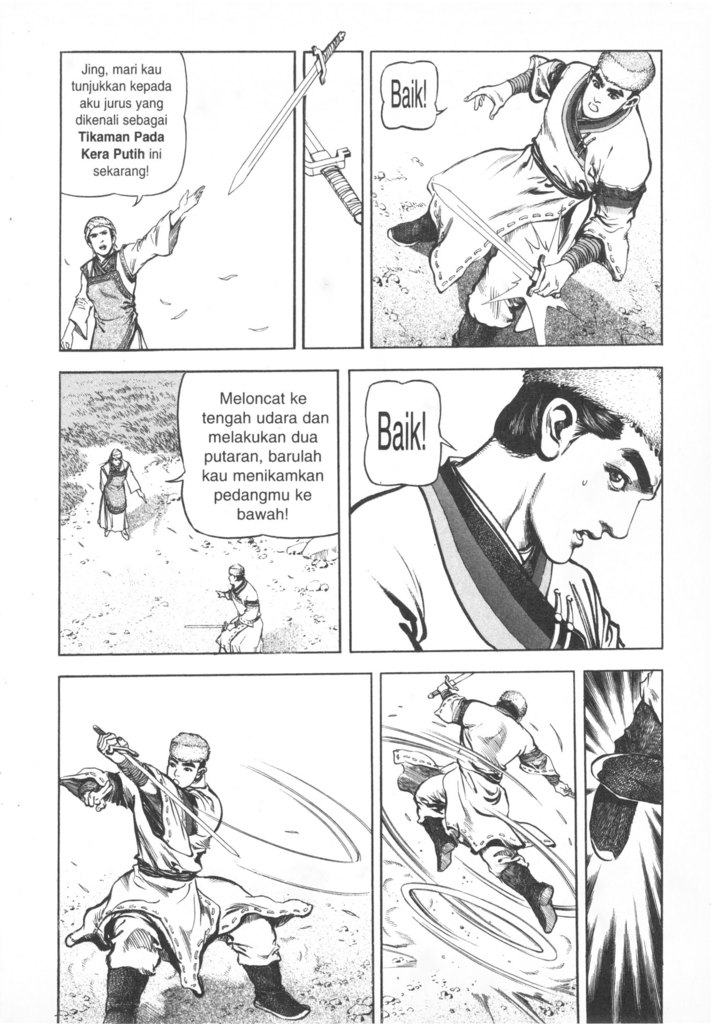 Jing, mari kau
tunjukkan kepada
aku jurus yang
dikenali sebagai
Tikaman Pada
Kera Putih ini
sekarang!
Baik!
Meloncat ke
tengah udara dan
melakukan dua
putaran, barulah
kau menikamkan
pedangmu ke
bawah!
Baik!